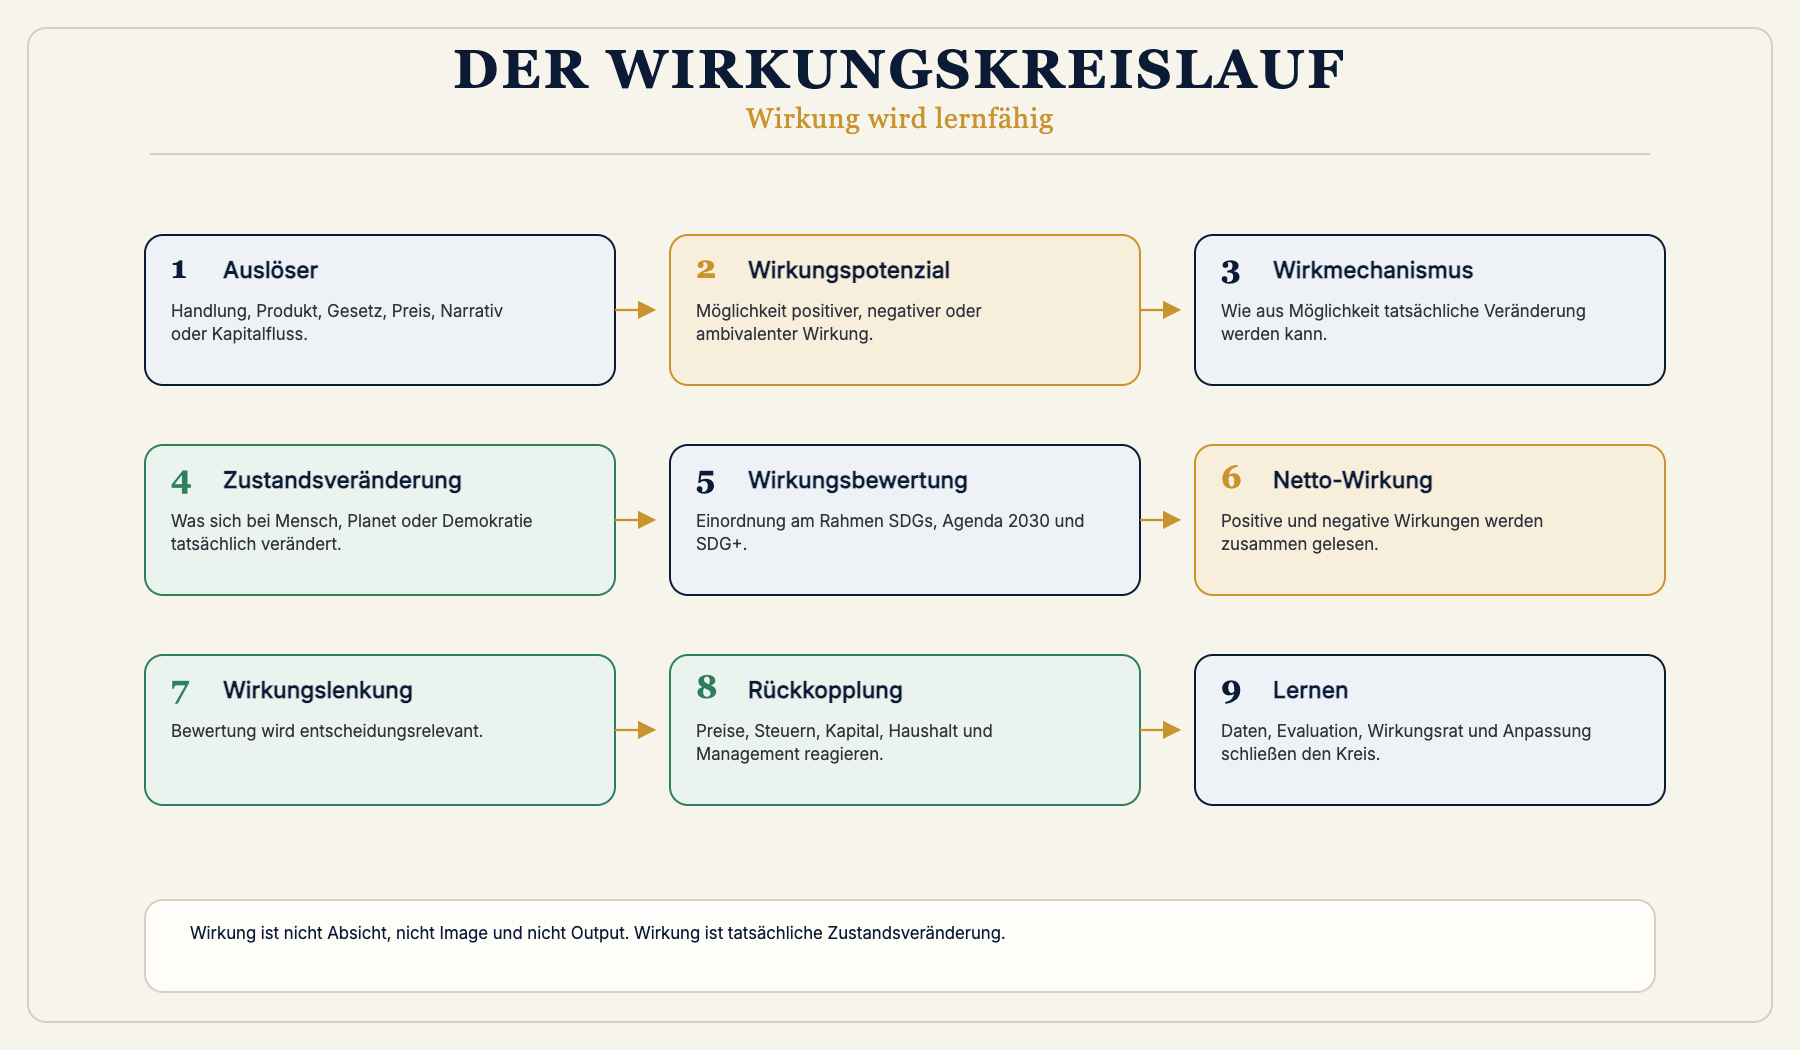 DER WIRKUNGSKREISLAUF
Wirkung wird lernfähig
1 Auslöser
Handlung, Produkt, Gesetz, Preis, Narrativ
oder Kapitalfluss.
2 Wirkungspotenzial
Möglichkeit positiver, negativer oder
ambivalenter Wirkung.
3 Wirkmechanismus
Wie aus Möglichkeit tatsächliche Veränderung
werden kann.
4 Zustandsveränderung
Was sich bei Mensch, Planet oder Demokratie
tatsächlich verändert.
5 Wirkungsbewertung
Einordnung am Rahmen SDGs, Agenda 2030 und
SDG+.
6 Netto-Wirkung
Positive und negative Wirkungen werden
zusammen gelesen.
7 Wirkungslenkung
Bewertung wird entscheidungsrelevant.
8 Rückkopplung
Preise, Steuern, Kapital, Haushalt und
Management reagieren.
9 Lernen
Daten, Evaluation, Wirkungsrat und Anpassung
schließen den Kreis.
Wirkung ist nicht Absicht, nicht Image und nicht Output. Wirkung ist tatsächliche Zustandsveränderung.